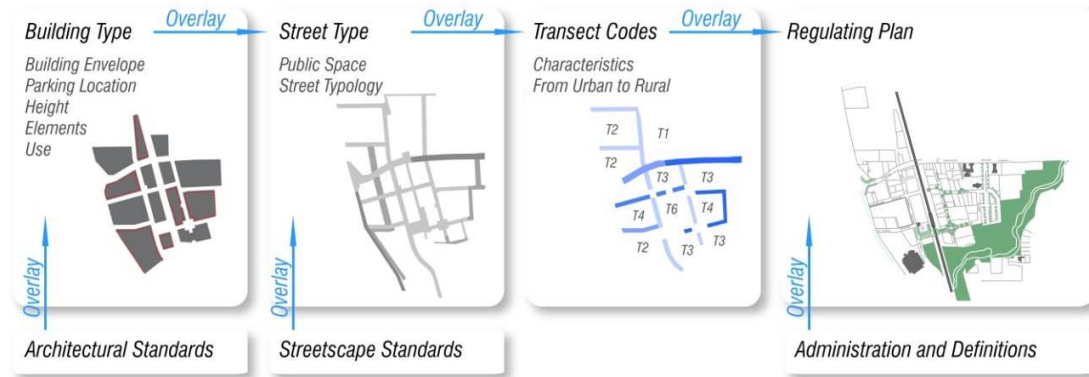 Overlay
Overlay
Overlay
Building Type
Street Type
Transect Codes
Regulating Plan
Building Envelope
Parking Location
Height
Elements
Use
Public Space
Street Typology
Characteristics
From Urban to Rural
T2
T1
T2
T3
T3
T4
T6
T4
T2
T3
T3
Overlay
Overlay
Overlay
Architectural Standards
Streetscape Standards
Administration and Definitions